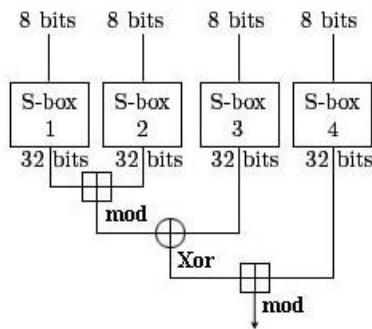 8 bits 8 bits 8 bits 8 bits
S-box S-box S-box S-box
1 2 3 4
32 bits 32 bits 32 bits 32 bits
mod
Xor
mod